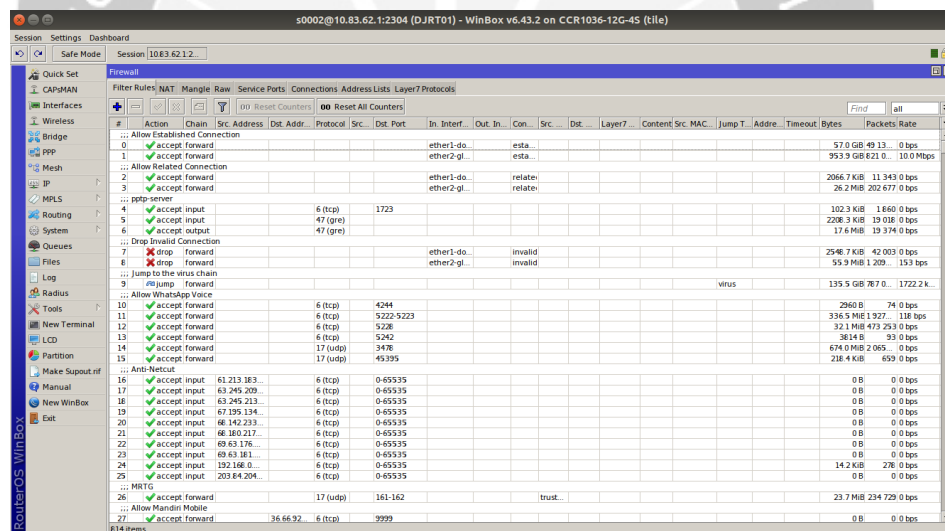 s0002@10.83.62.1:2304 (DJRT01) - WinBox v6.43.2 on CCR1036-12G-4S (tile)
Session Settings Dashboard
Safe Mode Session 10.83.62.1:2...
Quick Set
CAPsMAN
Interfaces
Wireless
Bridge
PPP
Mesh
IP
MPLS
Routing
System
Queues
Files
Log
Radius
Tools
New Terminal
LCD
Partition
Make Supout.rif
Manual
New WinBox
Exit
RouterOS WinBox
Firewall
Filter Rules NAT Mangle Raw Service Ports Connections Address Lists Layer7 Protocols
00 Reset Counters 00 Reset All Counters Find all
# Action Chain Src. Address Dst. Addr... Protocol Src... Dst. Port In. Interf... Out. In... Con... Src. ... Dst. ... Layer7 ... Content Src. MAC... Jump T... Addre... Timeout Bytes Packets Rate
;;; Allow Established Connection
0 accept forward ether1-do... esta... 57.0 GiB 49 13... 0 bps
1 accept forward ether2-gl... esta... 953.9 GiB 821 0... 10.0 Mbps
;;; Allow Related Connection
2 accept forward ether1-do... related 2066.7 KiB 11 343 0 bps
3 accept forward ether2-gl... related 26.2 MiB 202 677 0 bps
;;; pptp-server
4 accept input 6 (tcp) 1723 102.3 KiB 1 860 0 bps
5 accept input 47 (gre) 2208.3 KiB 19 018 0 bps
6 accept output 47 (gre) 17.6 MiB 19 374 0 bps
;;; Drop Invalid Connection
7 drop forward ether1-do... invalid 2548.7 KiB 42 003 0 bps
8 drop forward ether2-gl... invalid 55.9 MiB 1 209... 153 bps
;;; Jump to the virus chain
9 jump forward virus 135.5 GiB 787 0... 1722.2 k...
;;; Allow WhatsApp Voice
10 accept forward 6 (tcp) 4244 2960 B 74 0 bps
11 accept forward 6 (tcp) 5222-5223 336.5 MiB 1 927... 118 bps
12 accept forward 6 (tcp) 5228 32.1 MiB 473 253 0 bps
13 accept forward 6 (tcp) 5242 3814 B 93 0 bps
14 accept forward 17 (udp) 3478 674.0 MiB 2 065... 0 bps
15 accept forward 17 (udp) 45395 218.4 KiB 659 0 bps
;;; Anti-Netcut
16 accept input 61.213.183... 6 (tcp) 0-65535 0 B 0 0 bps
17 accept input 63.245.209... 6 (tcp) 0-65535 0 B 0 0 bps
18 accept input 63.245.213... 6 (tcp) 0-65535 0 B 0 0 bps
19 accept input 67.195.134... 6 (tcp) 0-65535 0 B 0 0 bps
20 accept input 68.142.233... 6 (tcp) 0-65535 0 B 0 0 bps
21 accept input 68.180.217... 6 (tcp) 0-65535 0 B 0 0 bps
22 accept input 69.63.176.... 6 (tcp) 0-65535 0 B 0 0 bps
23 accept input 69.63.181.... 6 (tcp) 0-65535 0 B 0 0 bps
24 accept input 192.168.0.... 6 (tcp) 0-65535 14.2 KiB 278 0 bps
25 accept input 203.84.204... 6 (tcp) 0-65535 0 B 0 0 bps
;;; MRTG
26 accept forward 17 (udp) 161-162 trust... 23.7 MiB 234 729 0 bps
;;; Allow Mandiri Mobile
27 accept forward 36.66.92... 6 (tcp) 9999 0 B 0 0 bps
814 items